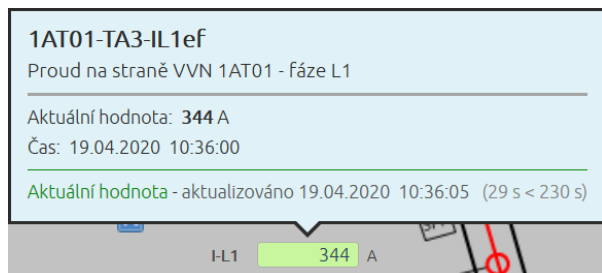 1AT01-TA3-IL1ef
Proud na straně VVN 1AT01 - fáze L1
Aktuální hodnota: 344 A
Čas: 19.04.2020 10:36:00
Aktuální hodnota - aktualizováno 19.04.2020 10:36:05 (29 s < 230 s)
I-L1 344 A